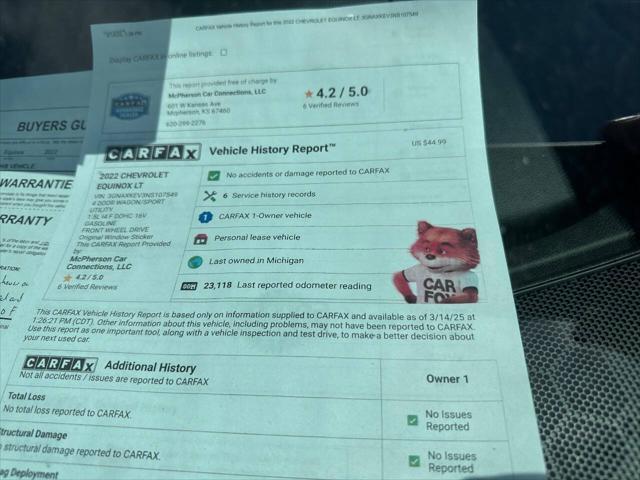 CARFAX Vehicle History Report for this 2022 CHEVROLET EQUINOX LT: 3GNAXKEV3NS107549
Display CARFAX in online listings:
This report provided free of charge by:
McPherson Car Connections, LLC
601 W Kansas Ave
Mcpherson, KS 67460
620-299-2276
4.2 / 5.0
6 Verified Reviews
CARFAX
DEALER
BUYERS GU
Equinox 2022
VEHICLE
WARRANTIE
RRANTY
CARFAX Vehicle History Report™
US $44.99
2022 CHEVROLET
EQUINOX LT
VIN: 3GNAXKEV3NS107549
4 DOOR WAGON/SPORT
UTILITY
1.5L I4 F DOHC 16V
GASOLINE
FRONT WHEEL DRIVE
Original Window Sticker
This CARFAX Report Provided
by:
McPherson Car
Connections, LLC
4.2 / 5.0
6 Verified Reviews
No accidents or damage reported to CARFAX
6 Service history records
1 CARFAX 1-Owner vehicle
Personal lease vehicle
Last owned in Michigan
23,118 Last reported odometer reading
CAR
FOX
This CARFAX Vehicle History Report is based only on information supplied to CARFAX and available as of 3/14/25 at
1:26:21 PM (CDT). Other information about this vehicle, including problems, may not have been reported to CARFAX.
Use this report as one important tool, along with a vehicle inspection and test drive, to make a better decision about
your next used car.
CARFAX Additional History
Not all accidents / issues are reported to CARFAX
Owner 1
Total Loss
No total loss reported to CARFAX.
No Issues
Reported
tructural Damage
structural damage reported to CARFAX.
No Issues
Reported
ag Deployment